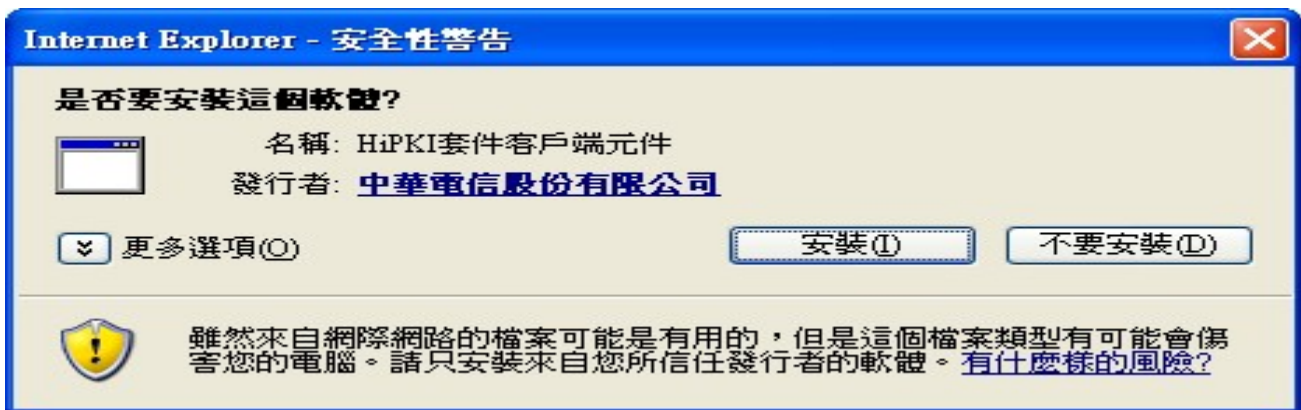 Internet Explorer - 安全性警告
是否要安裝這個軟體?
名稱: HiPKI套件客戶端元件
發行者: 中華電信股份有限公司
更多選項(O)
安裝(I)
不要安裝(D)
雖然來自網際網路的檔案可能是有用的，但是這個檔案類型有可能會傷
害您的電腦。請只安裝來自您所信任發行者的軟體。有什麼樣的風險?